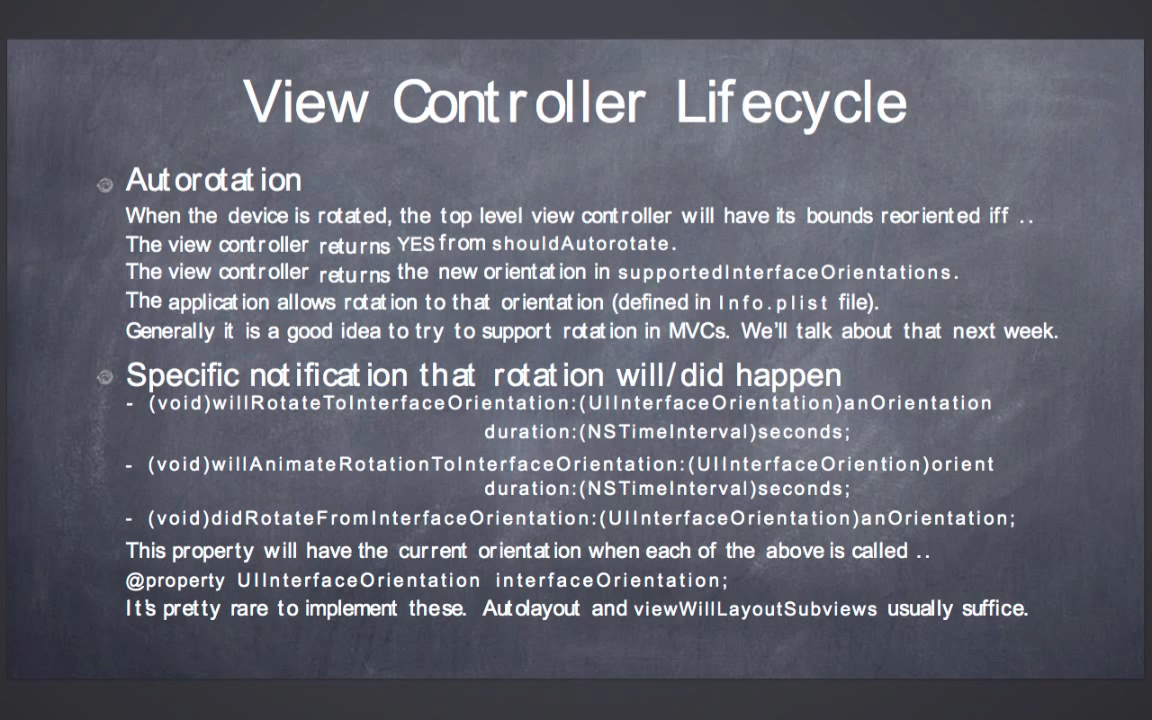 View Controller Lifecycle
Autorotation
When the device is rotated, the top level view controller will have its bounds reoriented iff ..
The view controller returns YES from shouldAutorotate.
The view controller returns the new orientation in supportedInterfaceOrientations.
The application allows rotation to that orientation (defined in Info.plist file).
Generally it is a good idea to try to support rotation in MVCs. We'll talk about that next week.
Specific notification that rotation will/did happen
- (void)willRotateToInterfaceOrientation:(UIInterfaceOrientation)anOrientation
duration:(NSTimeInterval)seconds;
- (void)willAnimateRotationToInterfaceOrientation:(UIInterfaceOriention)orient
duration:(NSTimeInterval)seconds;
- (void)didRotateFromInterfaceOrientation:(UIInterfaceOrientation)anOrientation;
This property will have the current orientation when each of the above is called ..
@property UIInterfaceOrientation interfaceOrientation;
It's pretty rare to implement these. Autolayout and viewWillLayoutSubviews usually suffice.